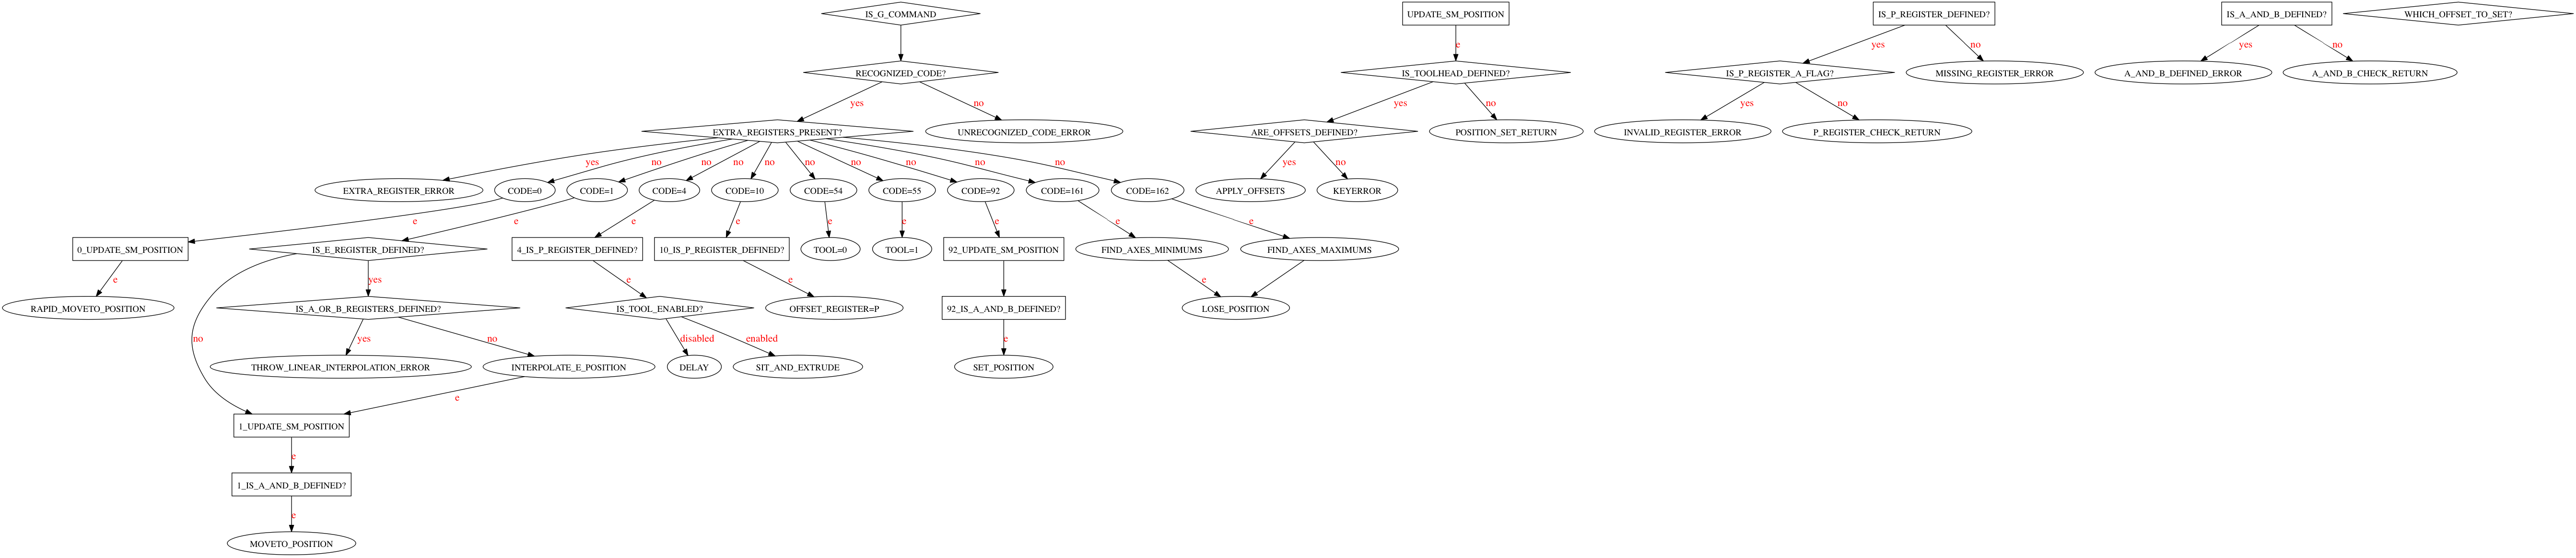 IS_G_COMMAND
UPDATE_SM_POSITION
IS_P_REGISTER_DEFINED?
IS_A_AND_B_DEFINED?
WHICH_OFFSET_TO_SET?
e
yes
no
yes
no
RECOGNIZED_CODE?
IS_TOOLHEAD_DEFINED?
IS_P_REGISTER_A_FLAG?
MISSING_REGISTER_ERROR
A_AND_B_DEFINED_ERROR
A_AND_B_CHECK_RETURN
yes
no
yes
no
yes
no
EXTRA_REGISTERS_PRESENT?
UNRECOGNIZED_CODE_ERROR
ARE_OFFSETS_DEFINED?
POSITION_SET_RETURN
INVALID_REGISTER_ERROR
P_REGISTER_CHECK_RETURN
yes
no
no
no
no
no
no
no
no
no
yes
no
EXTRA_REGISTER_ERROR
CODE=0
CODE=1
CODE=4
CODE=10
CODE=54
CODE=55
CODE=92
CODE=161
CODE=162
APPLY_OFFSETS
KEYERROR
e
e
e
e
e
e
e
e
e
0_UPDATE_SM_POSITION
IS_E_REGISTER_DEFINED?
4_IS_P_REGISTER_DEFINED?
10_IS_P_REGISTER_DEFINED?
TOOL=0
TOOL=1
92_UPDATE_SM_POSITION
FIND_AXES_MINIMUMS
FIND_AXES_MAXIMUMS
e
yes
e
e
e
RAPID_MOVETO_POSITION
IS_A_OR_B_REGISTERS_DEFINED?
IS_TOOL_ENABLED?
OFFSET_REGISTER=P
92_IS_A_AND_B_DEFINED?
LOSE_POSITION
no
yes
no
disabled
enabled
e
THROW_LINEAR_INTERPOLATION_ERROR
INTERPOLATE_E_POSITION
DELAY
SIT_AND_EXTRUDE
SET_POSITION
e
1_UPDATE_SM_POSITION
e
1_IS_A_AND_B_DEFINED?
e
MOVETO_POSITION